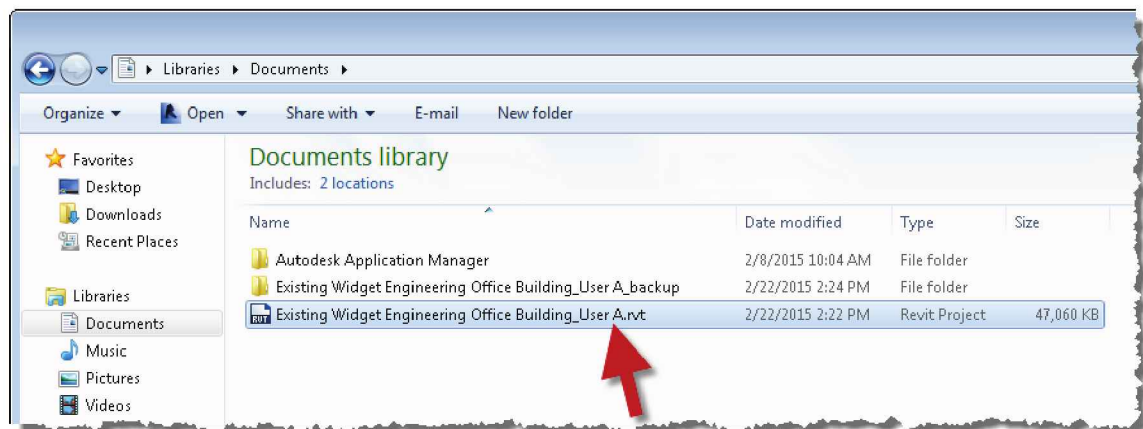 Libraries Documents
Organize Open Share with E-mail New folder
Favorites
Desktop
Downloads
Recent Places
Libraries
Documents
Music
Pictures
Videos
Documents library
Includes: 2 locations
Name Date modified Type Size
Autodesk Application Manager 2/8/2015 10:04 AM File folder
Existing Widget Engineering Office Building_User A_backup 2/22/2015 2:24 PM File folder
RVT Existing Widget Engineering Office Building_User A.rvt 2/22/2015 2:22 PM Revit Project 47,060 KB